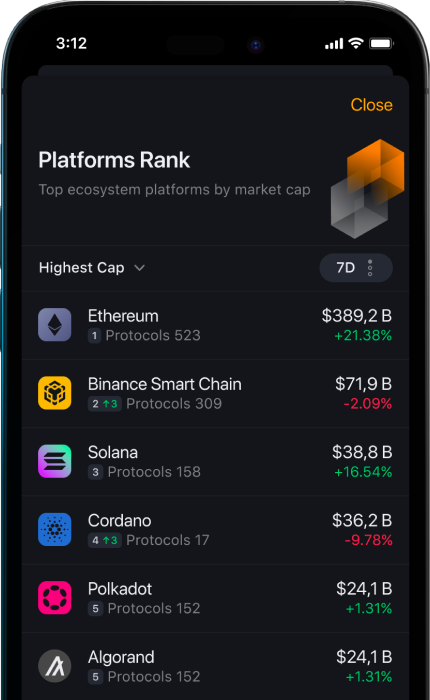 3:12
Close
Platforms Rank
Top ecosystem platforms by market cap
Highest Cap 7D
Ethereum $389,2 B
1 Protocols 523 +21.38%
Binance Smart Chain $71,9 B
2 ↑3 Protocols 309 -2.09%
Solana $38,8 B
3 Protocols 158 +16.54%
Cordano $36,2 B
4 ↑3 Protocols 17 -9.78%
Polkadot $24,1 B
5 Protocols 152 +1.31%
Algorand $24,1 B
5 Protocols 152 +1.31%